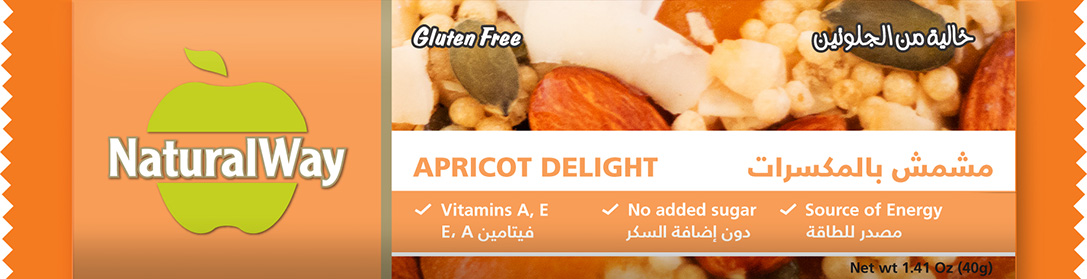 NaturalWay
Gluten Free
خالية من الجلوتين
APRICOT DELIGHT
مشمش بالمكسرات
Vitamins A, E
فيتامين E، A
No added sugar
دون إضافة السكر
Source of Energy
مصدر للطاقة
Net wt 1.41 Oz (40g)